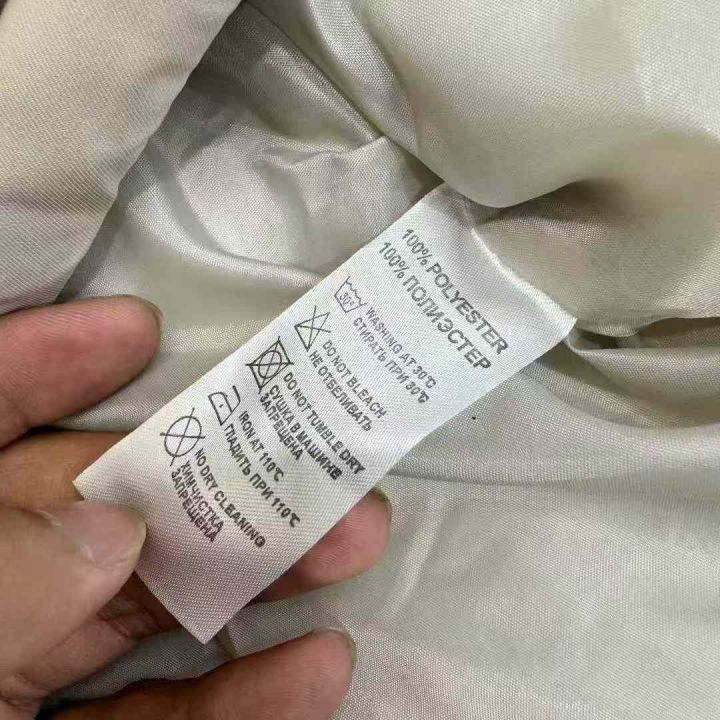 100% POLYESTER
100% ПОЛИЭСТЕР
30°
WASHING AT 30℃
СТИРАТЬ ПРИ 30℃
DO NOT BLEACH
НЕ ОТБЕЛИВАТЬ
DO NOT TUMBLE DRY
СУШКА В МАШИНЕ
ЗАПРЕЩЕНА
IRON AT 110℃
ГЛАДИТЬ ПРИ 110℃
NO DRY CLEANING
ХИМЧИСТКА
ЗАПРЕЩЕНА